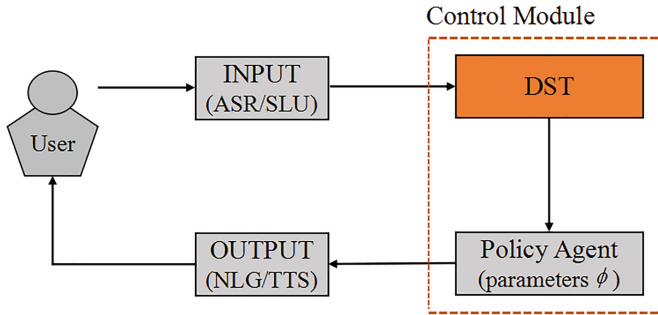 Control Module
INPUT
(ASR/SLU)
DST
User
OUTPUT
(NLG/TTS)
Policy Agent
(parameters ϕ)